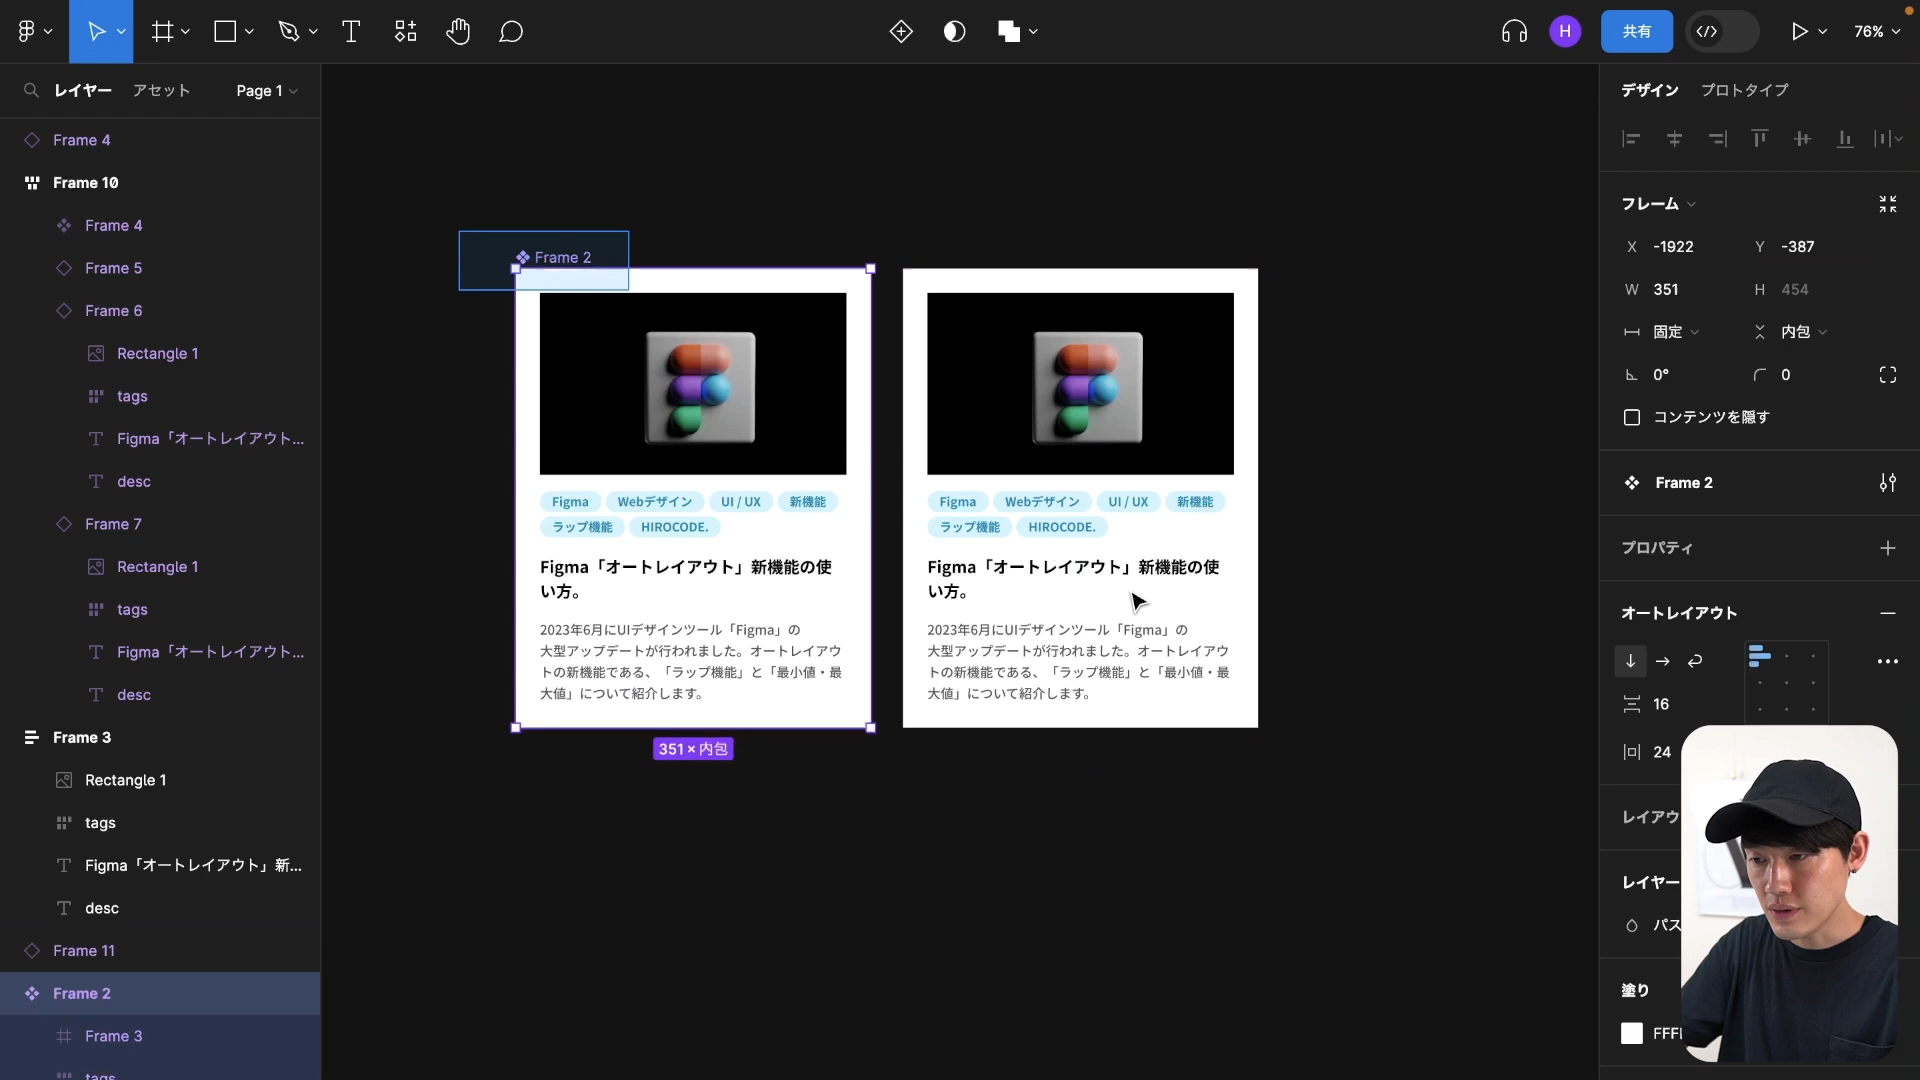 H
共有
76%
レイヤー
アセット
Page 1
Frame 4
Frame 10
Frame 4
Frame 5
Frame 6
Rectangle 1
tags
Figma「オートレイアウト...
desc
Frame 7
Rectangle 1
tags
Figma「オートレイアウト...
desc
Frame 3
Rectangle 1
tags
Figma「オートレイアウト」新...
desc
Frame 11
Frame 2
Frame 3
tags
Frame 2
Figma
Webデザイン
UI / UX
新機能
ラップ機能
HIROCODE.
Figma「オートレイアウト」新機能の使
い方。
2023年6月にUIデザインツール「Figma」の
大型アップデートが行われました。オートレイアウ
トの新機能である、「ラップ機能」と「最小値・最
大値」について紹介します。
351 × 内包
Figma
Webデザイン
UI / UX
新機能
ラップ機能
HIROCODE.
Figma「オートレイアウト」新機能の使
い方。
2023年6月にUIデザインツール「Figma」の
大型アップデートが行われました。オートレイアウ
トの新機能である、「ラップ機能」と「最小値・最
大値」について紹介します。
デザイン
プロトタイプ
フレーム
X -1922
Y -387
W 351
H 454
固定
内包
0°
0
コンテンツを隠す
Frame 2
プロパティ
オートレイアウト
16
24
レイアウ
レイヤー
パス
塗り
FFF